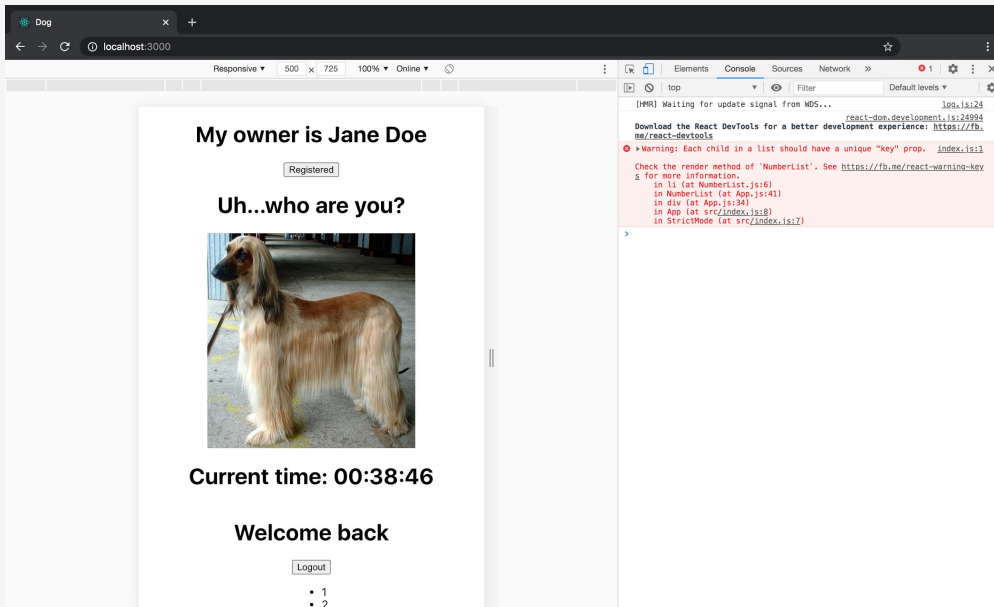 Dog
localhost:3000
Responsive ▾ 500 x 725 100% ▾ Online ▾
Elements Console Sources Network » 1
top Filter Default levels ▾
My owner is Jane Doe
Registered
Uh...who are you?
Current time: 00:38:46
Welcome back
Logout
• 1
• 2
[HMR] Waiting for update signal from WDS... log.js:24
react-dom.development.js:24994
Download the React DevTools for a better development experience: https://fb.
me/react-devtools
Warning: Each child in a list should have a unique "key" prop. index.js:1
Check the render method of `NumberList`. See https://fb.me/react-warning-key
s for more information.
in li (at NumberList.js:6)
in NumberList (at App.js:41)
in div (at App.js:34)
in App (at src/index.js:8)
in StrictMode (at src/index.js:7)